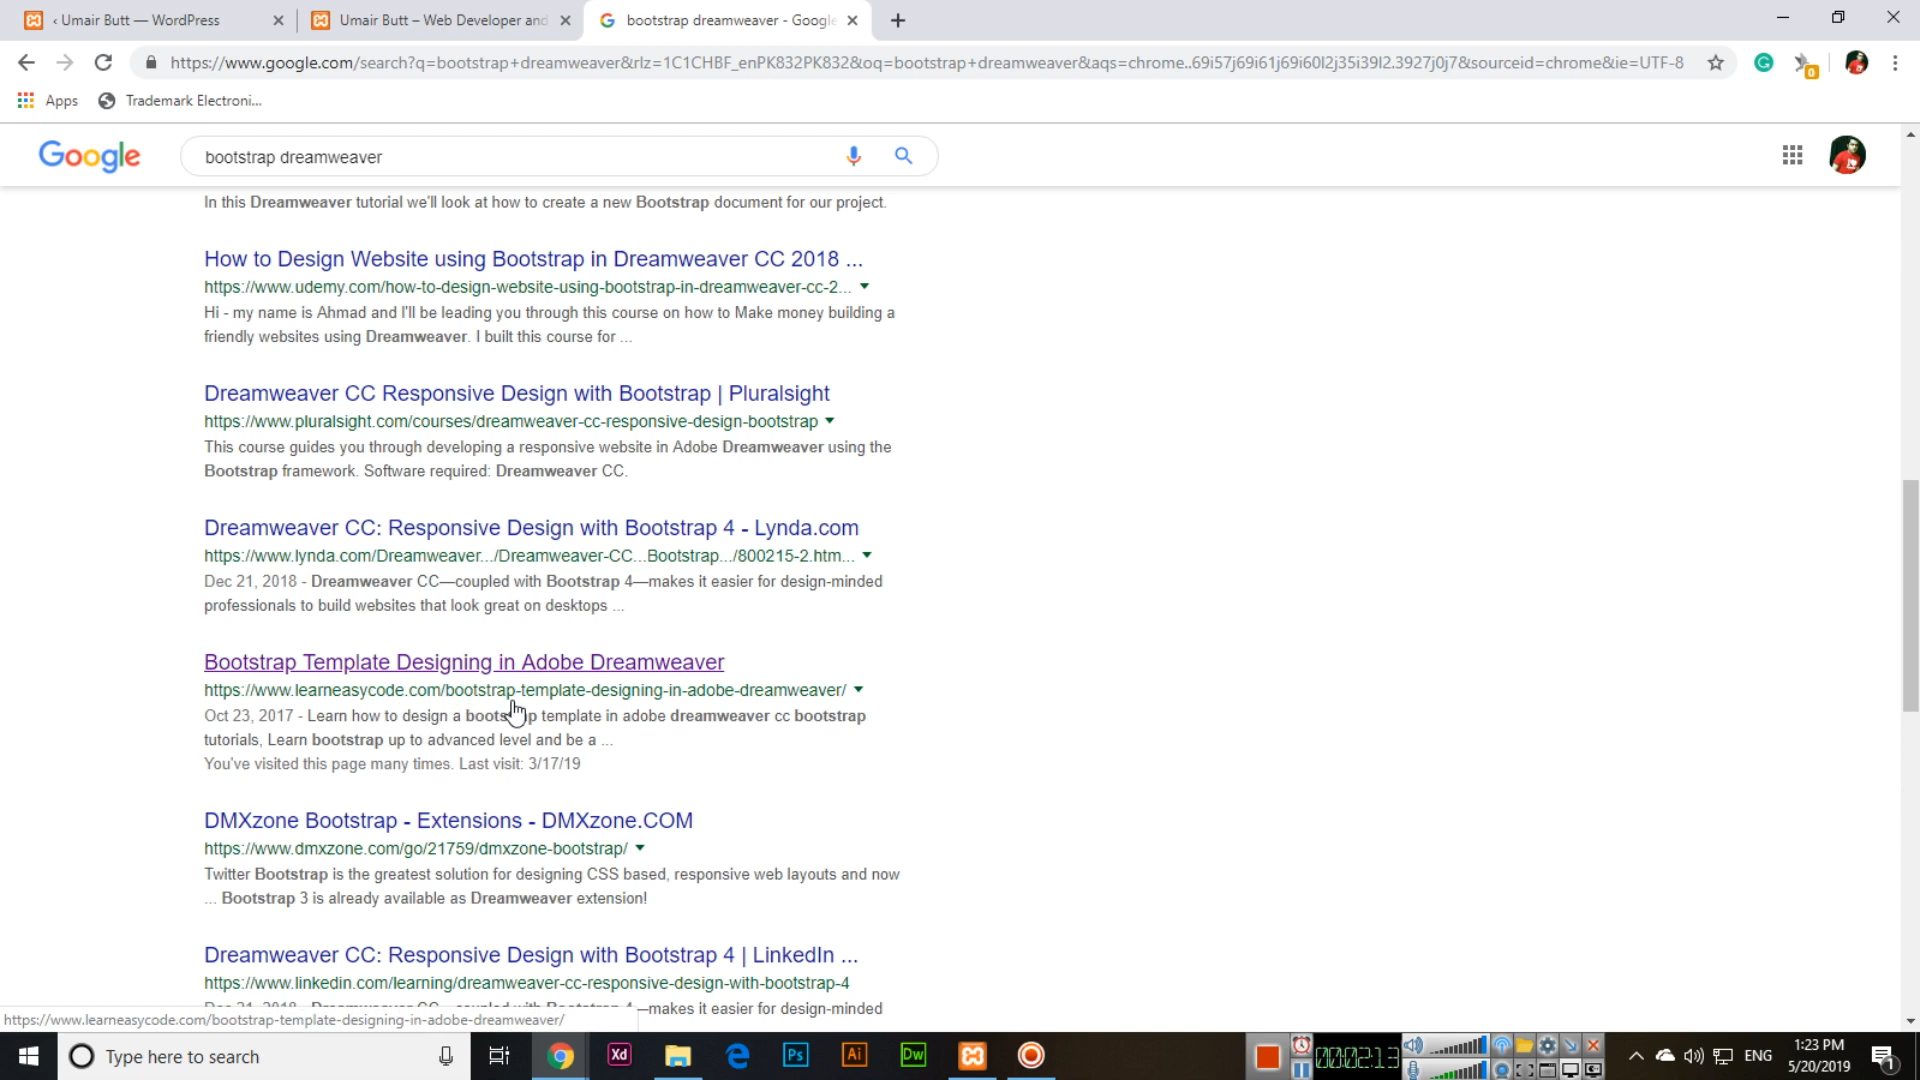 ‹ Umair Butt — WordPress
Umair Butt – Web Developer and
bootstrap dreamweaver - Google
https://www.google.com/search?q=bootstrap+dreamweaver&rlz=1C1CHBF_enPK832PK832&oq=bootstrap+dreamweaver&aqs=chrome..69i57j69i61j69i60l2j35i39l2.3927j0j7&sourceid=chrome&ie=UTF-8
0
Apps
Trademark Electroni...
Google
bootstrap dreamweaver
In this Dreamweaver tutorial we'll look at how to create a new Bootstrap document for our project.
How to Design Website using Bootstrap in Dreamweaver CC 2018 ...
https://www.udemy.com/how-to-design-website-using-bootstrap-in-dreamweaver-cc-2...
Hi - my name is Ahmad and I'll be leading you through this course on how to Make money building a
friendly websites using Dreamweaver. I built this course for ...
Dreamweaver CC Responsive Design with Bootstrap | Pluralsight
https://www.pluralsight.com/courses/dreamweaver-cc-responsive-design-bootstrap
This course guides you through developing a responsive website in Adobe Dreamweaver using the
Bootstrap framework. Software required: Dreamweaver CC.
Dreamweaver CC: Responsive Design with Bootstrap 4 - Lynda.com
https://www.lynda.com/Dreamweaver.../Dreamweaver-CC...Bootstrap.../800215-2.htm...
Dec 21, 2018 - Dreamweaver CC—coupled with Bootstrap 4—makes it easier for design-minded
professionals to build websites that look great on desktops ...
Bootstrap Template Designing in Adobe Dreamweaver
https://www.learneasycode.com/bootstrap-template-designing-in-adobe-dreamweaver/
Oct 23, 2017 - Learn how to design a bootstrap template in adobe dreamweaver cc bootstrap
tutorials, Learn bootstrap up to advanced level and be a ...
You've visited this page many times. Last visit: 3/17/19
DMXzone Bootstrap - Extensions - DMXzone.COM
https://www.dmxzone.com/go/21759/dmxzone-bootstrap/
Twitter Bootstrap is the greatest solution for designing CSS based, responsive web layouts and now
... Bootstrap 3 is already available as Dreamweaver extension!
Dreamweaver CC: Responsive Design with Bootstrap 4 | LinkedIn ...
https://www.linkedin.com/learning/dreamweaver-cc-responsive-design-with-bootstrap-4
Dec 21, 2018 - Dreamweaver CC—coupled with Bootstrap 4—makes it easier for design-minded
https://www.learneasycode.com/bootstrap-template-designing-in-adobe-dreamweaver/
Type here to search
Xd
Ps
Ai
Dw
00:02:13
ENG
1:23 PM
5/20/2019
1